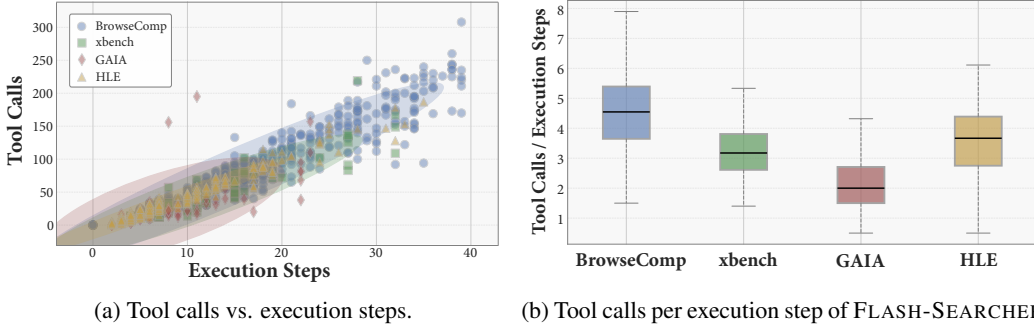 Tool Calls
300
250
200
150
100
50
0
BrowseComp
xbench
GAIA
HLE
0 10 20 30 40
Execution Steps
(a) Tool calls vs. execution steps.
Tool Calls / Execution Steps
8
7
6
5
4
3
2
1
BrowseComp xbench GAIA HLE
(b) Tool calls per execution step of FLASH-SEARCHER